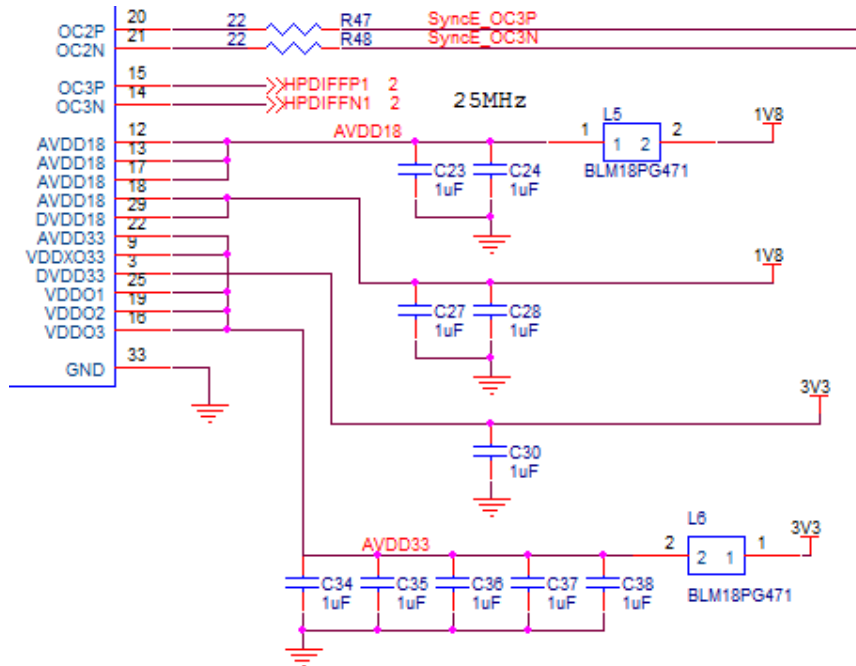 20
OC2P 22 R47 SyncE_OC3P
21
OC2N 22 R48 SyncE_OC3N
15
OC3P HPDIFFP1 2
14
OC3N HPDIFFN1 2
25MHz
12
AVDD18 AVDD18
13
AVDD18
17
AVDD18
18
AVDD18
29
DVDD18
22
AVDD33
9
VDDXO33
3
DVDD33
25
VDDO1
19
VDDO2
16
VDDO3
33
GND
L5
1 1 2 2
BLM18PG471
1V8
C23 C24
1uF 1uF
1V8
C27 C28
1uF 1uF
3V3
C30
1uF
AVDD33
L6
2 2 1 1
BLM18PG471
3V3
C34 C35 C36 C37 C38
1uF 1uF 1uF 1uF 1uF